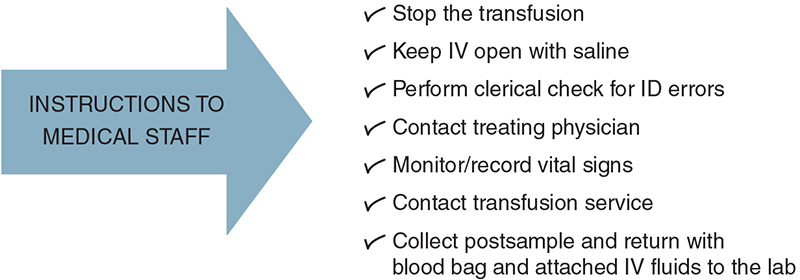 INSTRUCTIONS TO
MEDICAL STAFF
Stop the transfusion
Keep IV open with saline
Perform clerical check for ID errors
Contact treating physician
Monitor/record vital signs
Contact transfusion service
Collect postsample and return with
blood bag and attached IV fluids to the lab